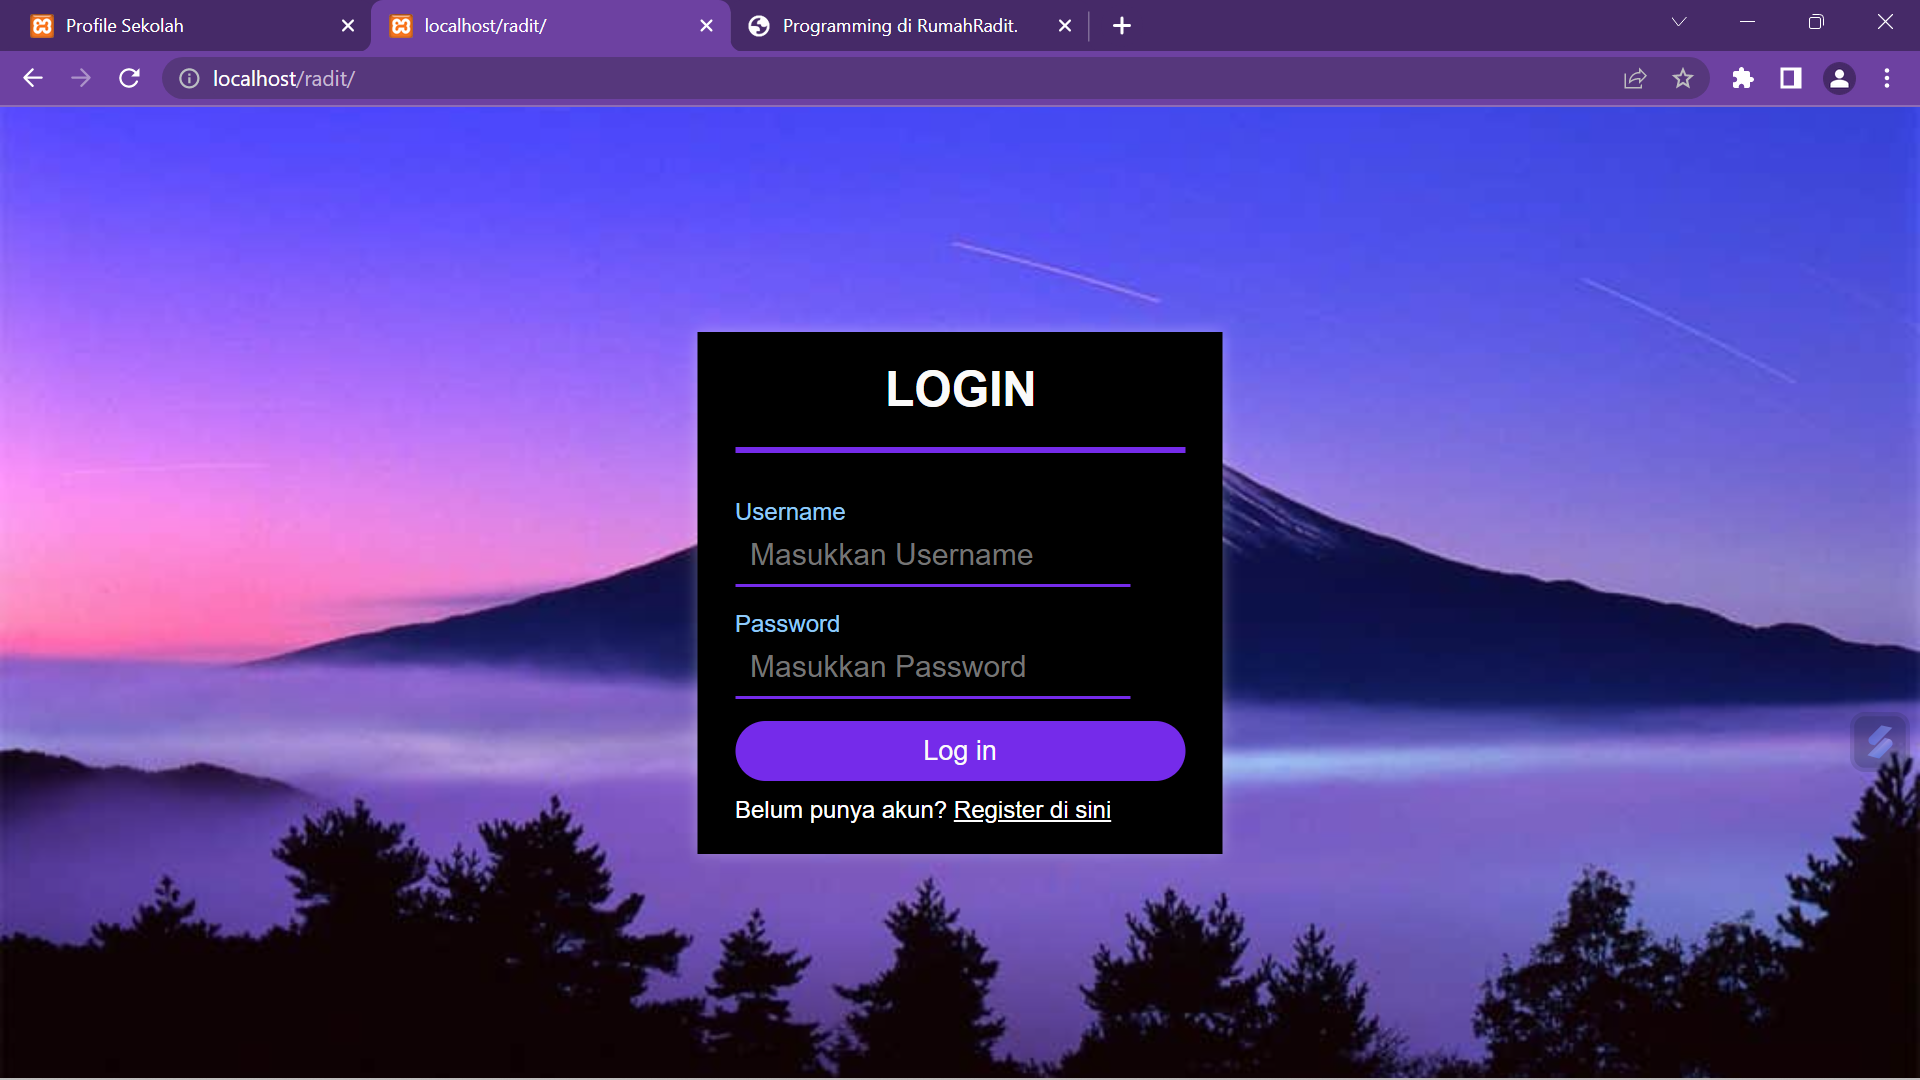 Profile Sekolah
localhost/radit/
Programming di RumahRadit.
localhost/radit/
LOGIN
Username
Masukkan Username
Password
Masukkan Password
Log in
Belum punya akun? Register di sini